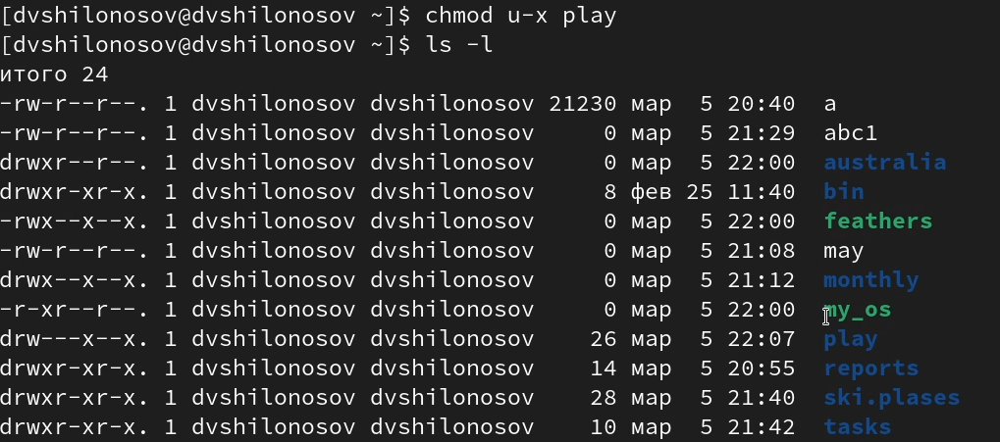 [dvshilonosov@dvshilonosov ~]$ chmod u-x play
[dvshilonosov@dvshilonosov ~]$ ls -l
итого 24
-rw-r--r--. 1 dvshilonosov dvshilonosov 21230 мар  5 20:40  a
-rw-r--r--. 1 dvshilonosov dvshilonosov     0 мар  5 21:29  abc1
drwxr--r--. 1 dvshilonosov dvshilonosov     0 мар  5 22:00  australia
drwxr-xr-x. 1 dvshilonosov dvshilonosov     8 фев 25 11:40  bin
-rwx--x--x. 1 dvshilonosov dvshilonosov     0 мар  5 22:00  feathers
-rw-r--r--. 1 dvshilonosov dvshilonosov     0 мар  5 21:08  may
drwx--x--x. 1 dvshilonosov dvshilonosov     0 мар  5 21:12  monthly
-r-xr--r--. 1 dvshilonosov dvshilonosov     0 мар  5 22:00  my_os
drw---x--x. 1 dvshilonosov dvshilonosov    26 мар  5 22:07  play
drwxr-xr-x. 1 dvshilonosov dvshilonosov    14 мар  5 20:55  reports
drwxr-xr-x. 1 dvshilonosov dvshilonosov    28 мар  5 21:40  ski.plases
drwxr-xr-x. 1 dvshilonosov dvshilonosov    10 мар  5 21:42  tasks